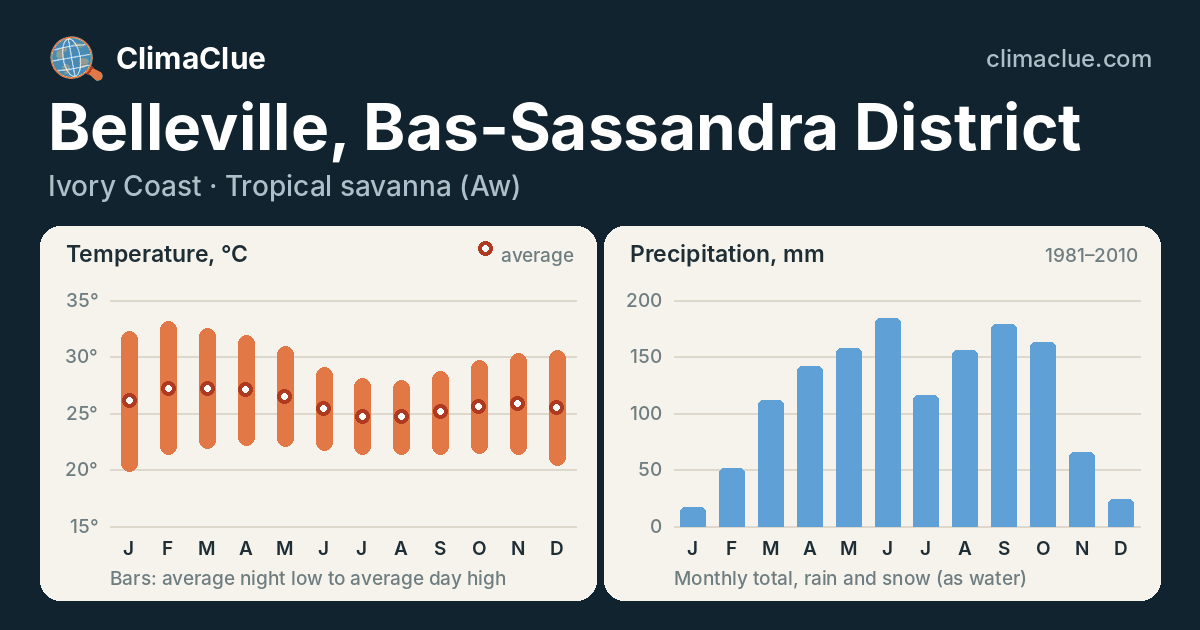 ClimaClue
climaclue.com
Belleville, Bas-Sassandra District
Ivory Coast · Tropical savanna (Aw)
Temperature, °C
average
35°
30°
25°
20°
15°
J F M A M J J A S O N D
Bars: average night low to average day high
Precipitation, mm
1981–2010
200
150
100
50
0
J F M A M J J A S O N D
Monthly total, rain and snow (as water)